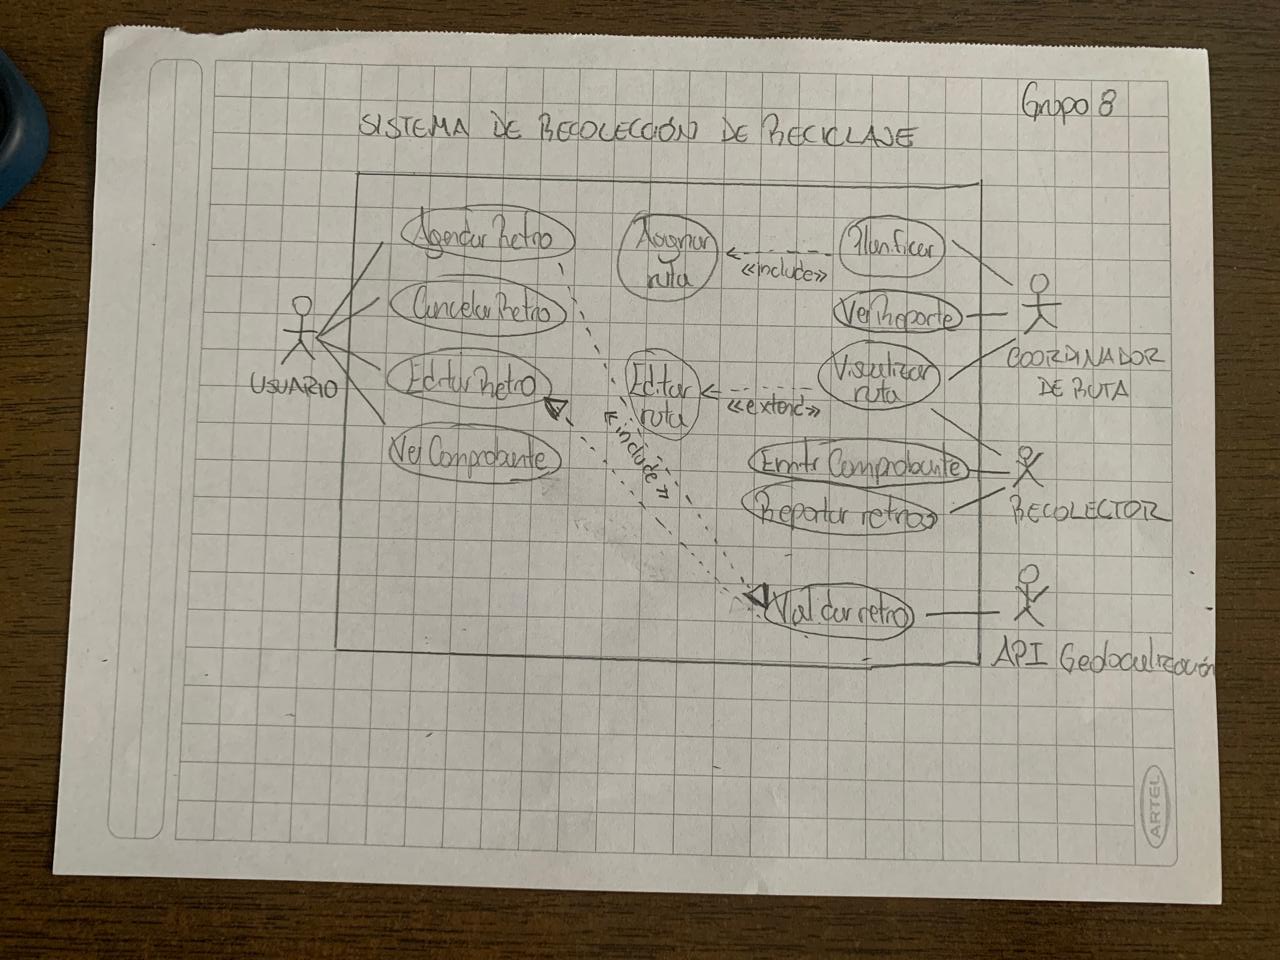 Grupo 8
SISTEMA DE RECOLECCIÓN DE RECICLAJE
Agendar Retiro
Cancelar Retiro
Editar Retiro
Ver Comprobante
USUARIO
Asignar
ruta
<<include>>
Planificar
Ver Reporte
Visualizar
ruta
Editar
ruta
<<extend>>
<<include>>
Emitir Comprobante
Reportar retraso
Validar retiro
COORDINADOR
DE RUTA
RECOLECTOR
API Geolocalización
ARTEL